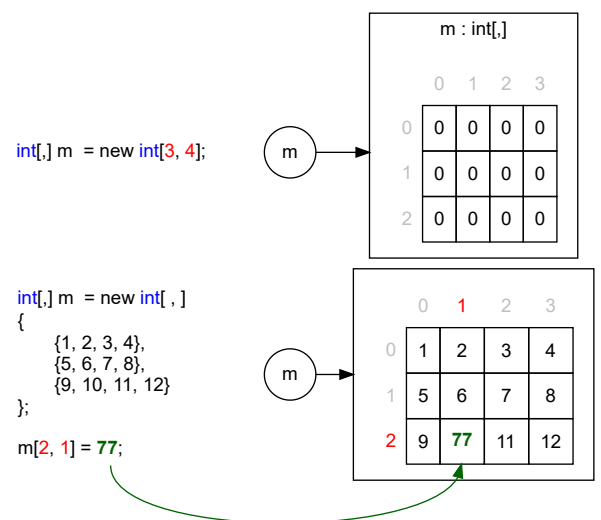 m : int[,]
0 1 2 3
0 0 0 0 0
int[,] m  = new int[3, 4];
m
1 0 0 0 0
2 0 0 0 0
int[,] m  = new int[ , ]
{
{1, 2, 3, 4},
{5, 6, 7, 8},
{9, 10, 11, 12}
};
m[2, 1] = 77;
m
0 1 2 3
0 1 2 3 4
1 5 6 7 8
2 9 77 11 12